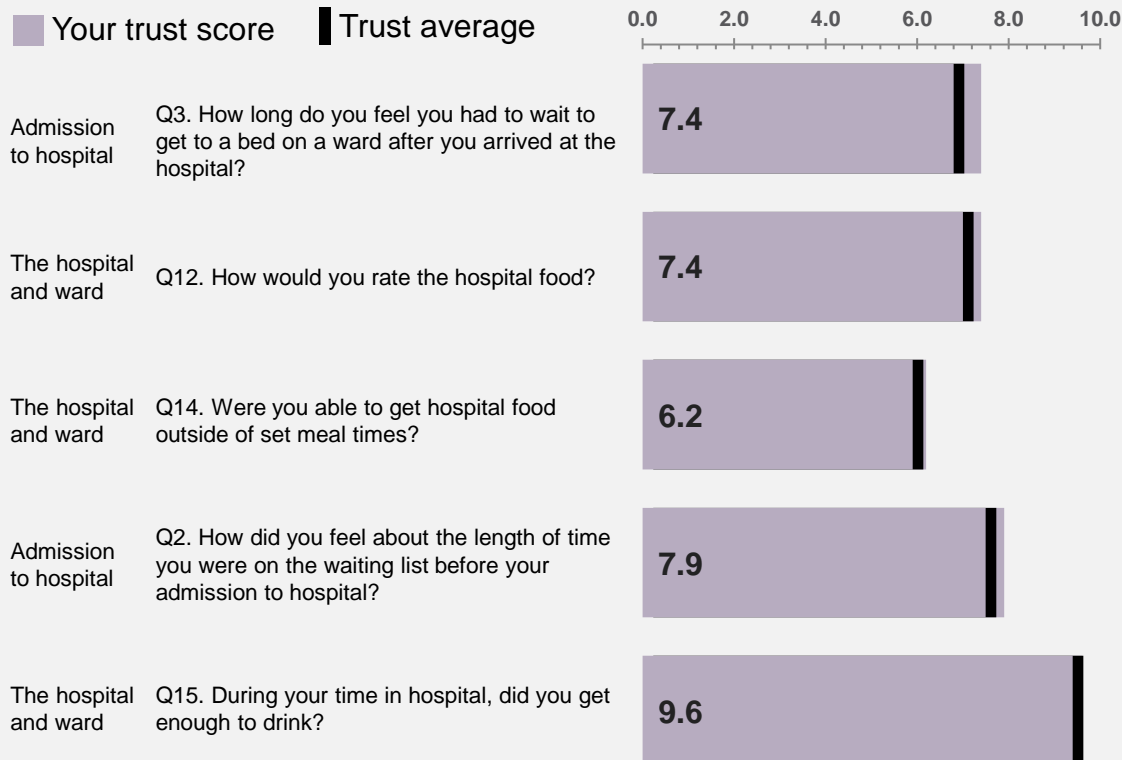 Your trust score Trust average
0.0 2.0 4.0 6.0 8.0 10.0
Admission
to hospital
Q3. How long do you feel you had to wait to
get to a bed on a ward after you arrived at the
hospital?
7.4
The hospital
and ward
Q12. How would you rate the hospital food?
7.4
The hospital
and ward
Q14. Were you able to get hospital food
outside of set meal times?
6.2
Admission
to hospital
Q2. How did you feel about the length of time
you were on the waiting list before your
admission to hospital?
7.9
The hospital
and ward
Q15. During your time in hospital, did you get
enough to drink?
9.6